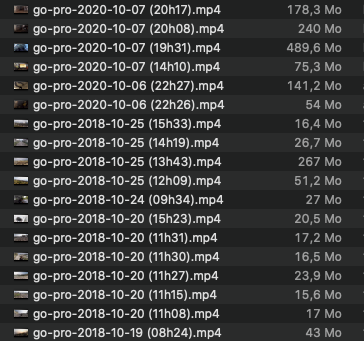 go-pro-2020-10-07 (20h17).mp4 178,3 Mo
go-pro-2020-10-07 (20h08).mp4 240 Mo
go-pro-2020-10-07 (19h31).mp4 489,6 Mo
go-pro-2020-10-07 (14h10).mp4 75,3 Mo
go-pro-2020-10-06 (22h27).mp4 141,2 Mo
go-pro-2020-10-06 (22h26).mp4 54 Mo
go-pro-2018-10-25 (15h33).mp4 16,4 Mo
go-pro-2018-10-25 (14h19).mp4 26,7 Mo
go-pro-2018-10-25 (13h43).mp4 267 Mo
go-pro-2018-10-25 (12h09).mp4 51,2 Mo
go-pro-2018-10-24 (09h34).mp4 27 Mo
go-pro-2018-10-20 (15h23).mp4 20,5 Mo
go-pro-2018-10-20 (11h31).mp4 17,2 Mo
go-pro-2018-10-20 (11h30).mp4 16,5 Mo
go-pro-2018-10-20 (11h27).mp4 23,9 Mo
go-pro-2018-10-20 (11h15).mp4 15,6 Mo
go-pro-2018-10-20 (11h08).mp4 17 Mo
go-pro-2018-10-19 (08h24).mp4 43 Mo